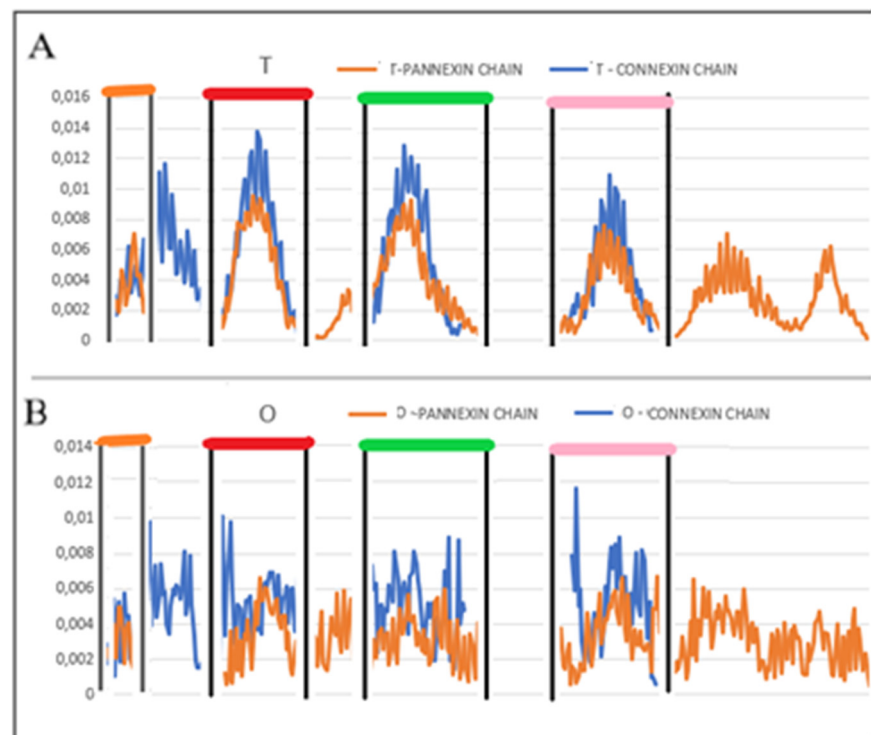 A
T
T-PANNEXIN CHAIN
T - CONNEXIN CHAIN
0,016
0,014
0,012
0,01
0,008
0,006
0,004
0,002
0
B
O
O -PANNEXIN CHAIN
O - CONNEXIN CHAIN
0,014
0,012
0,01
0,008
0,006
0,004
0,002
0